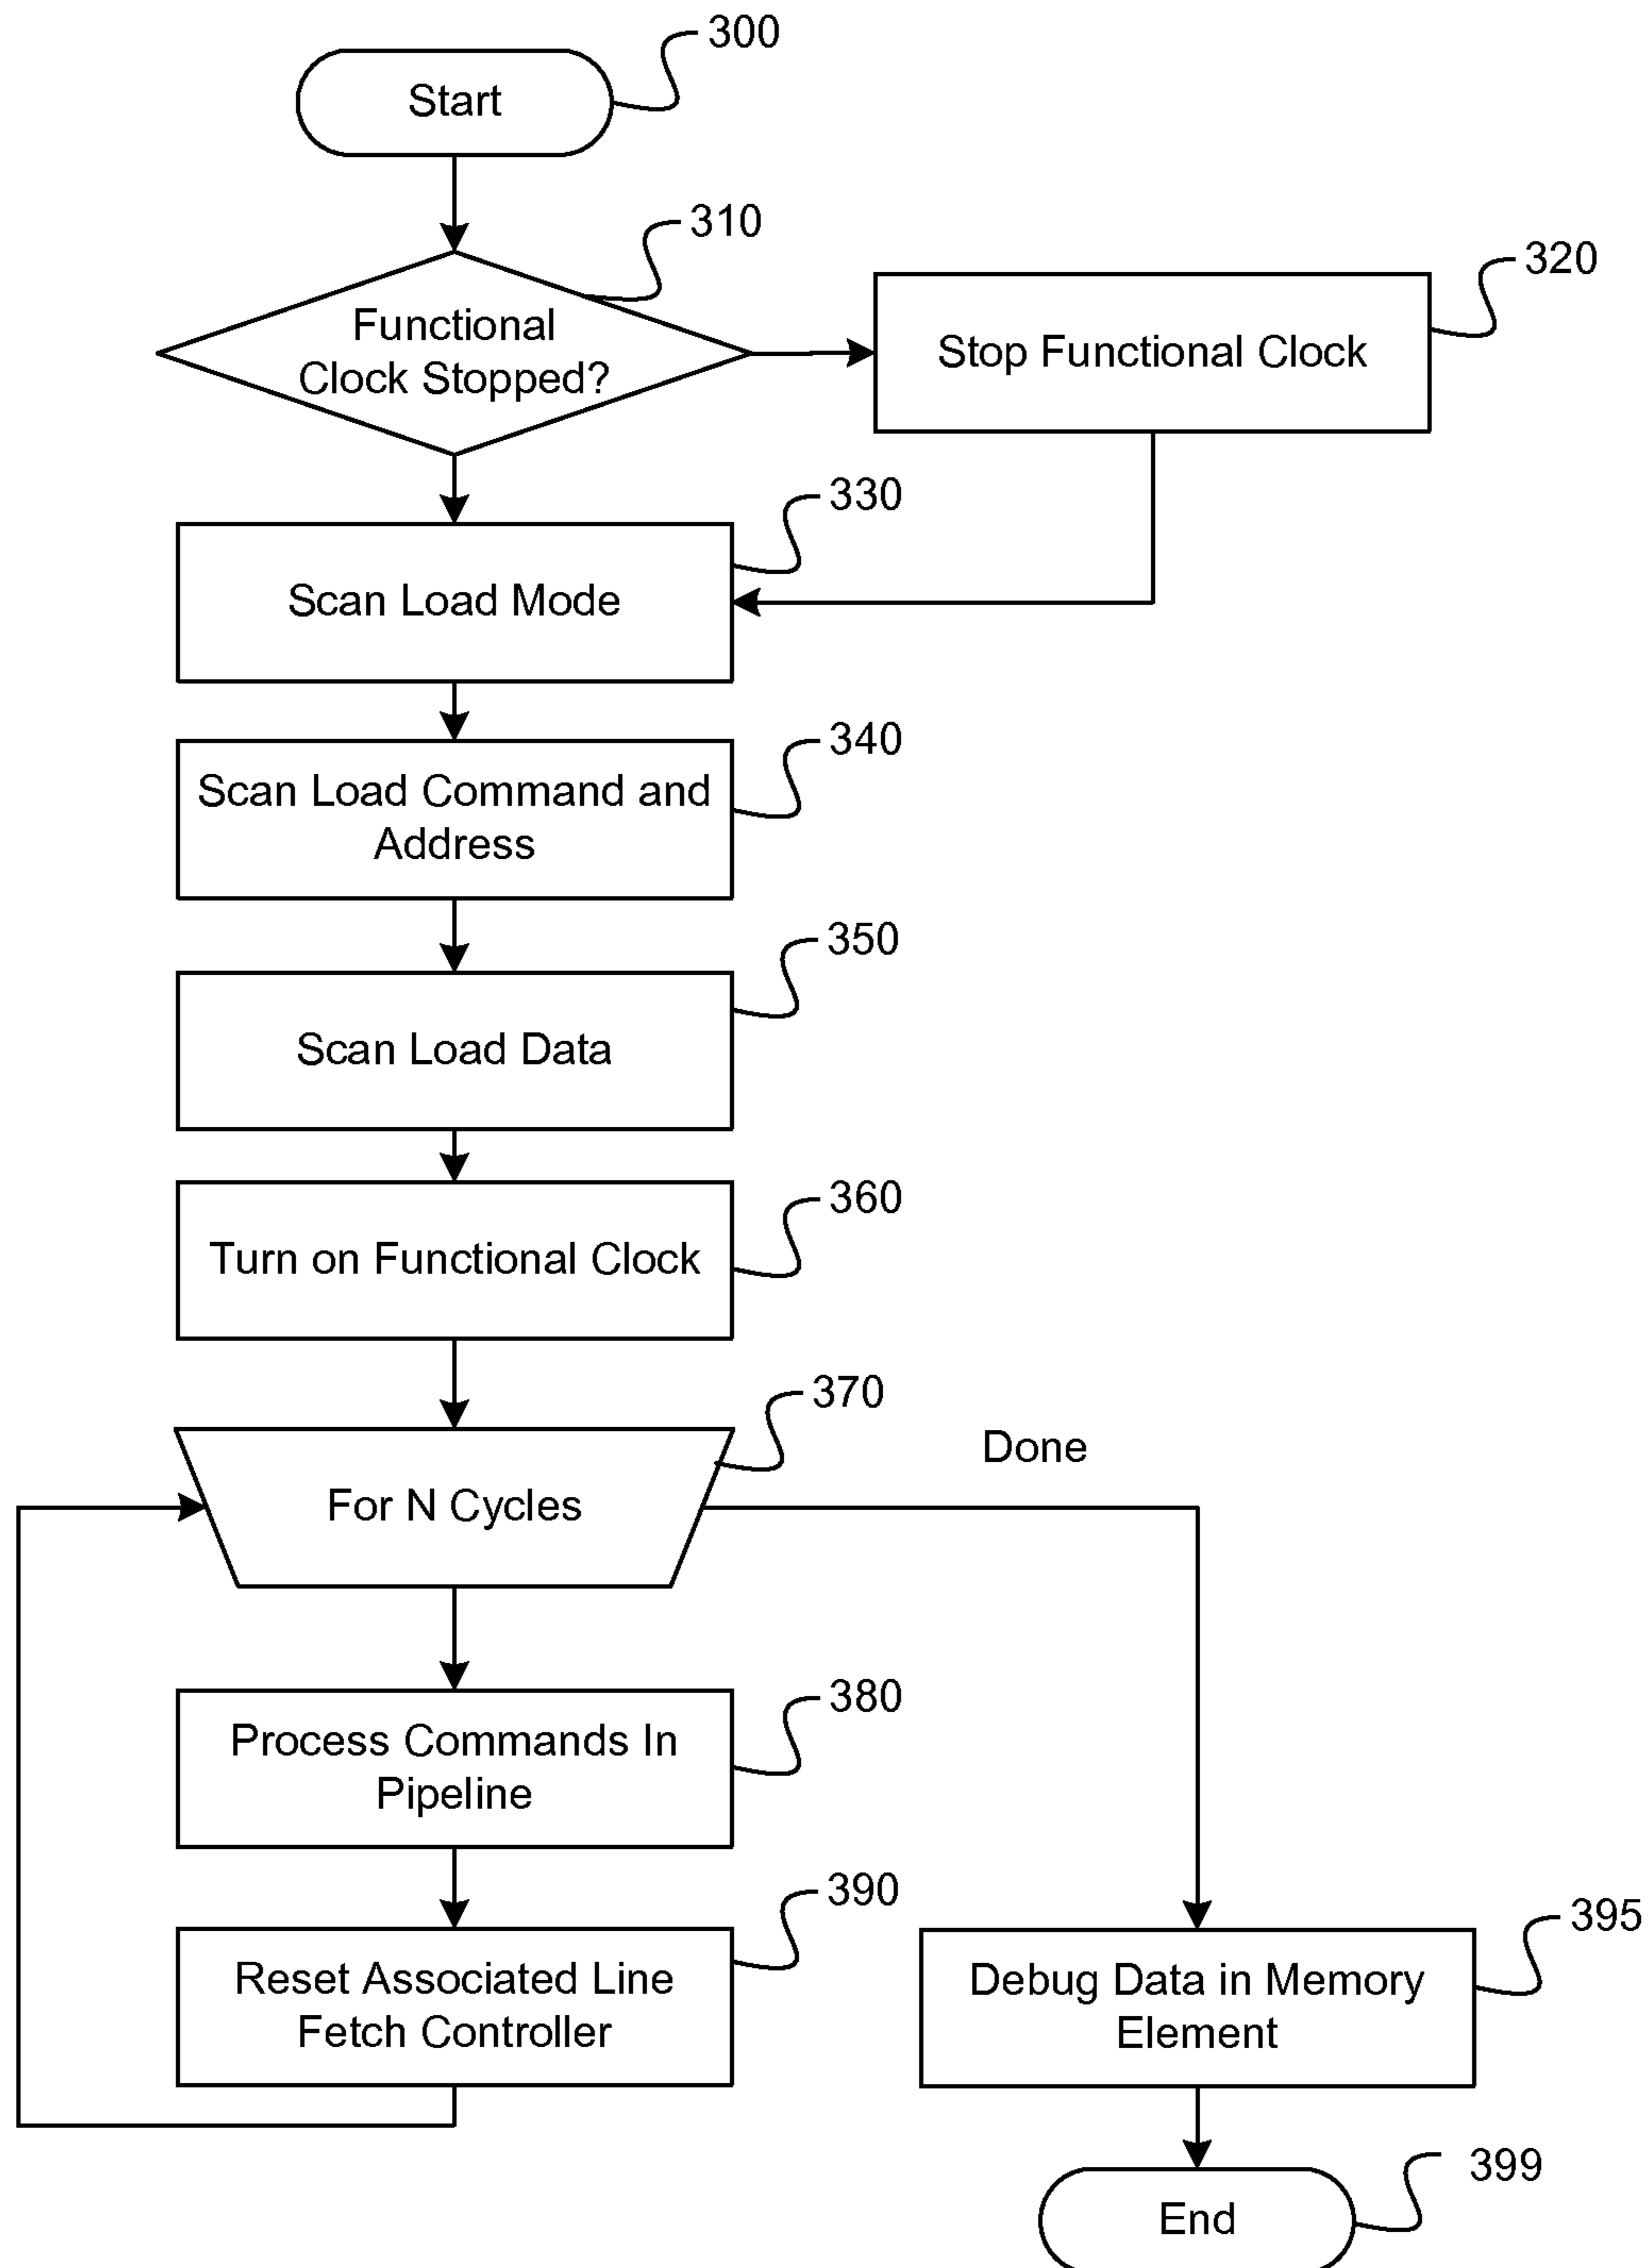 300
Start
310
Functional
Clock Stopped?
320
Stop Functional Clock
330
Scan Load Mode
340
Scan Load Command and
Address
350
Scan Load Data
360
Turn on Functional Clock
370
For N Cycles
Done
380
Process Commands In
Pipeline
390
Reset Associated Line
Fetch Controller
395
Debug Data in Memory
Element
399
End